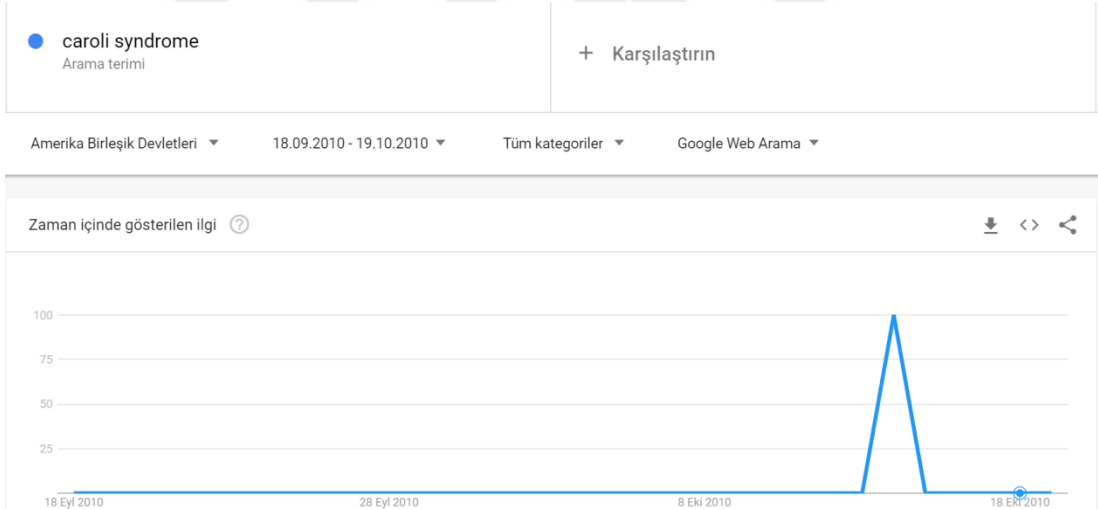 caroli syndrome
Arama terimi
+ Karşılaştırın
Amerika Birleşik Devletleri 18.09.2010 - 19.10.2010 Tüm kategoriler Google Web Arama
Zaman içinde gösterilen ilgi ?
100
75
50
25
18 Eyl 2010 28 Eyl 2010 8 Eki 2010 18 Eki 2010